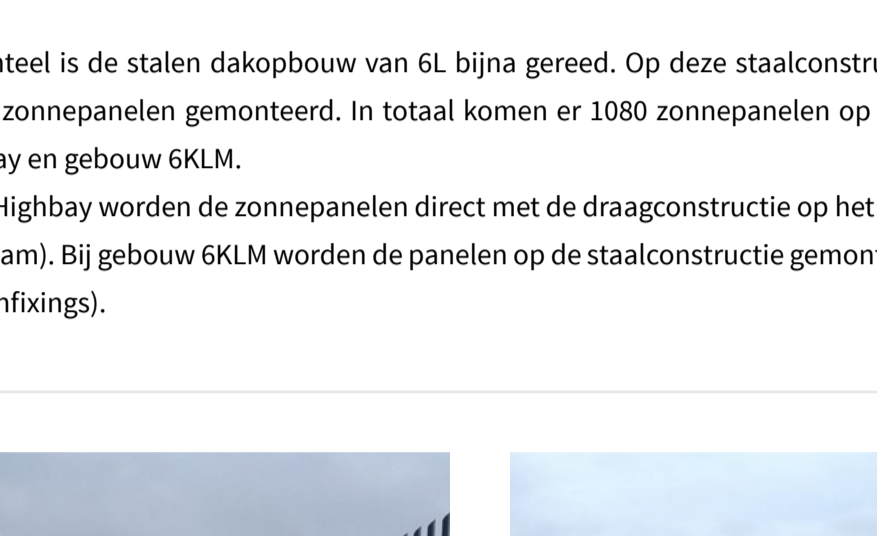 nteel is de stalen dakopbouw van 6L bijna gereed. Op deze staalconstru
zonnepanelen gemonteerd. In totaal komen er 1080 zonnepanelen op
ay en gebouw 6KLM.
Highbay worden de zonnepanelen direct met de draagconstructie op het
am). Bij gebouw 6KLM worden de panelen op de staalconstructie gemont
nfixings).